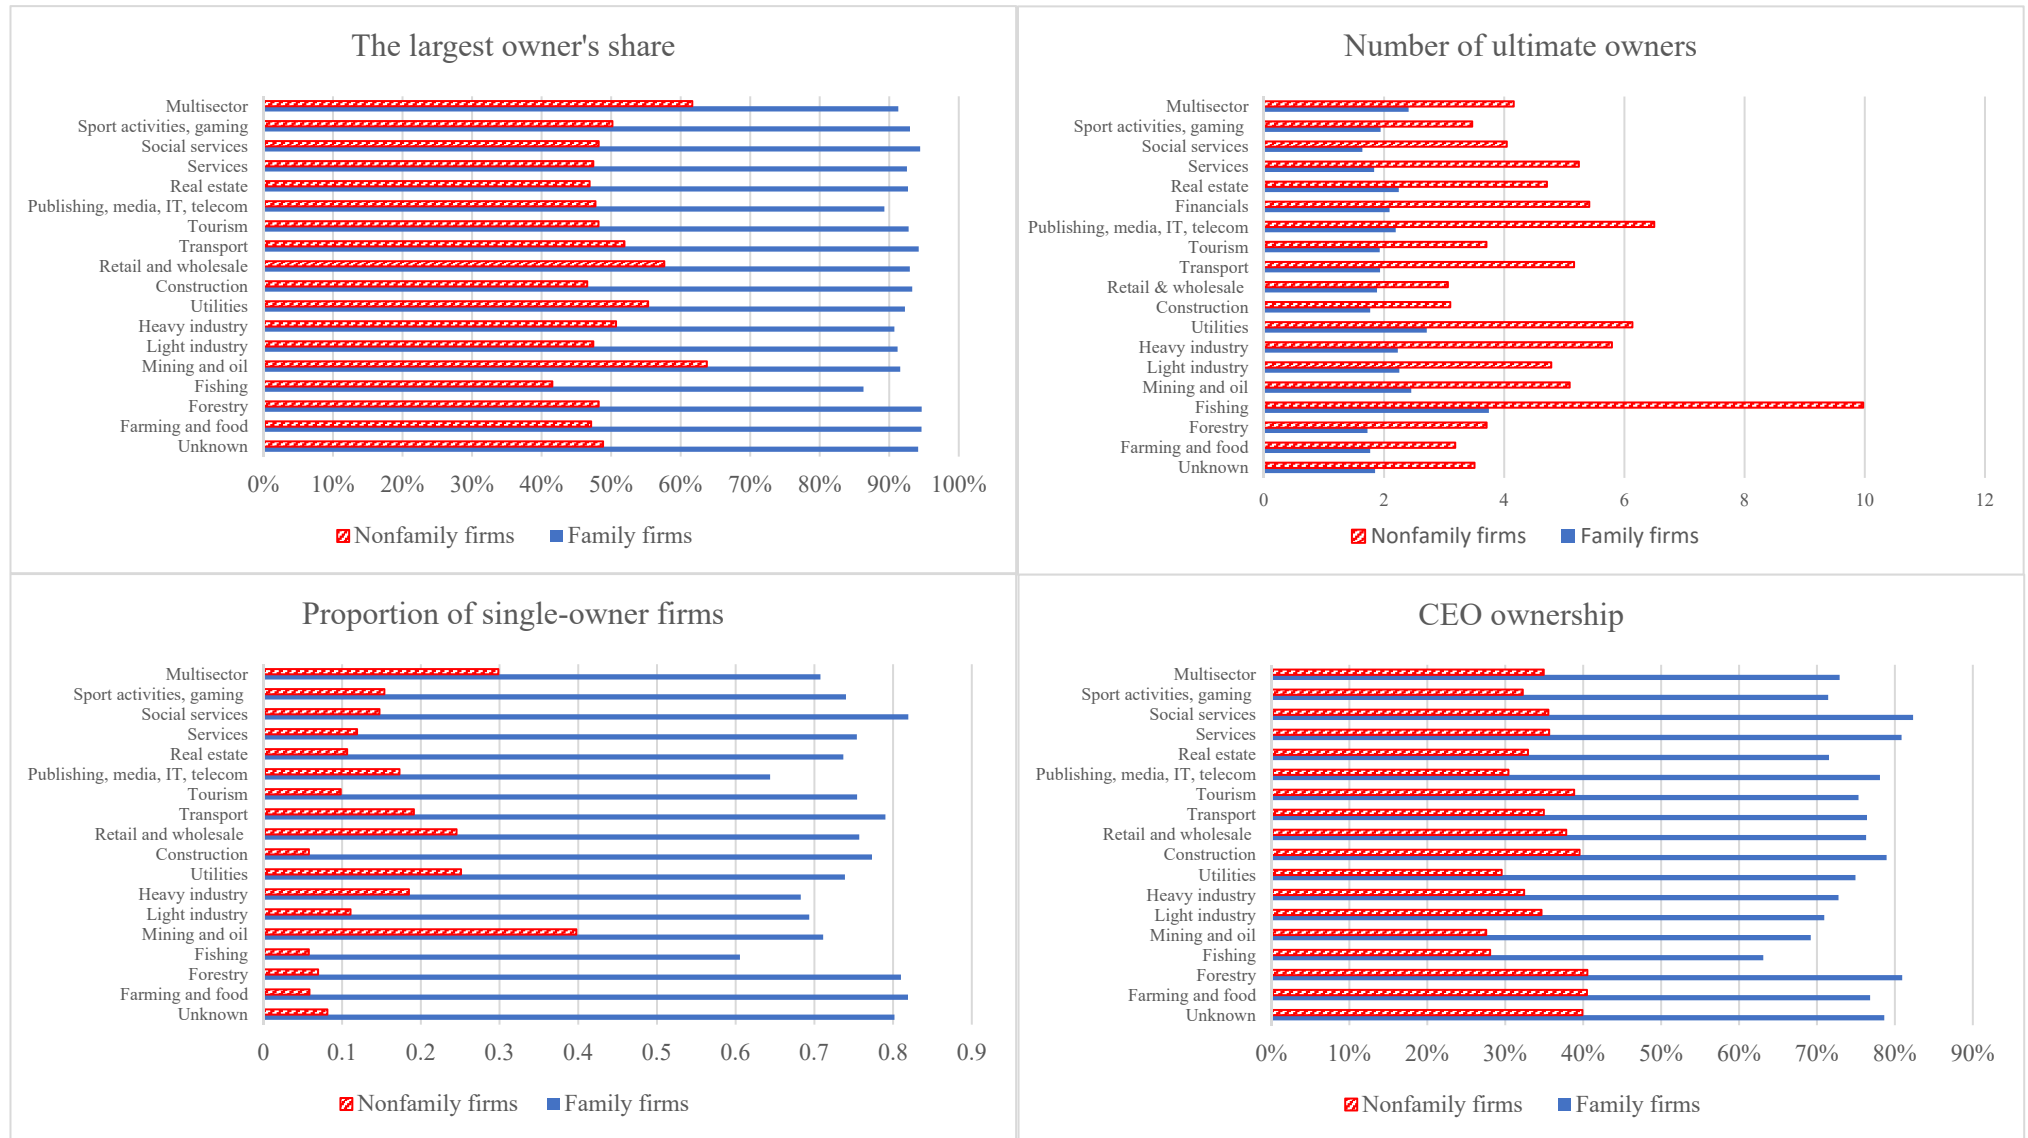 The largest owner's share
Multisector
Sport activities, gaming
Social services
Services
Real estate
Publishing, media, IT, telecom
Tourism
Transport
Retail and wholesale
Construction
Utilities
Heavy industry
Light industry
Mining and oil
Fishing
Forestry
Farming and food
Unknown
0% 10% 20% 30% 40% 50% 60% 70% 80% 90% 100%
Nonfamily firms Family firms
Number of ultimate owners
Multisector
Sport activities, gaming
Social services
Services
Real estate
Financials
Publishing, media, IT, telecom
Tourism
Transport
Retail & wholesale
Construction
Utilities
Heavy industry
Light industry
Mining and oil
Fishing
Forestry
Farming and food
Unknown
0 2 4 6 8 10 12
Nonfamily firms Family firms
Proportion of single-owner firms
Multisector
Sport activities, gaming
Social services
Services
Real estate
Publishing, media, IT, telecom
Tourism
Transport
Retail and wholesale
Construction
Utilities
Heavy industry
Light industry
Mining and oil
Fishing
Forestry
Farming and food
Unknown
0 0.1 0.2 0.3 0.4 0.5 0.6 0.7 0.8 0.9
Nonfamily firms Family firms
CEO ownership
Multisector
Sport activities, gaming
Social services
Services
Real estate
Publishing, media, IT, telecom
Tourism
Transport
Retail and wholesale
Construction
Utilities
Heavy industry
Light industry
Mining and oil
Fishing
Forestry
Farming and food
Unknown
0% 10% 20% 30% 40% 50% 60% 70% 80% 90%
Nonfamily firms Family firms